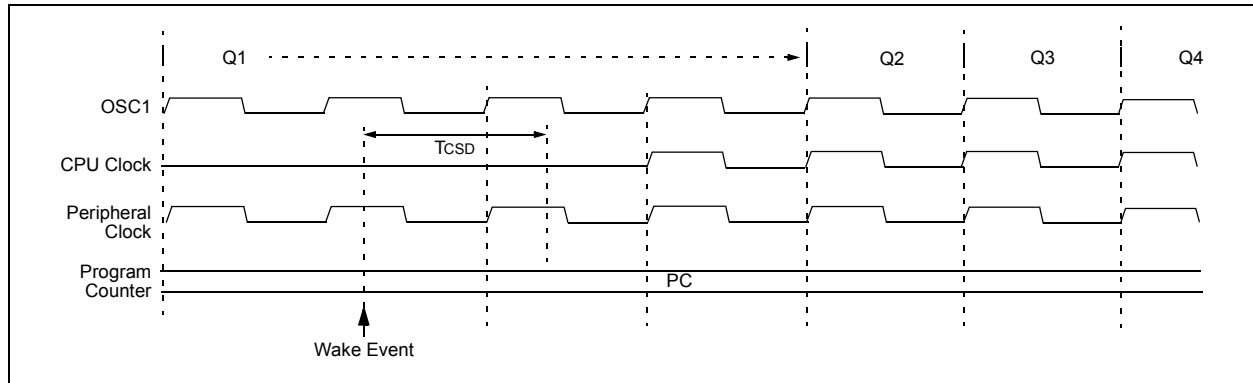 Q1 Q2 Q3 Q4
OSC1
TCSD
CPU Clock
Peripheral
Clock
Program
Counter
PC
Wake Event